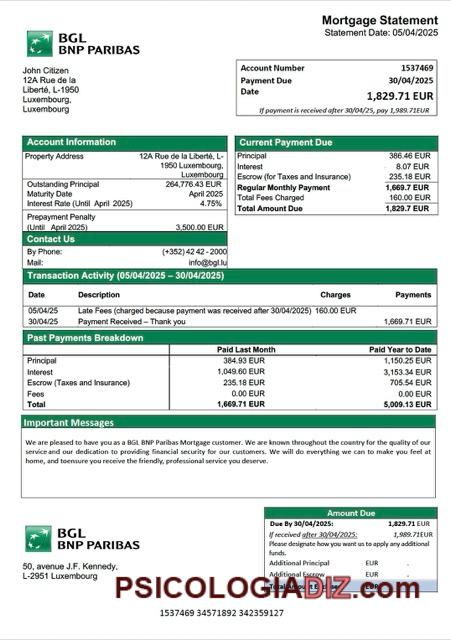 Mortgage Statement
Statement Date: 05/04/2025
BGL
BNP PARIBAS
John Citizen
12A Rue de la
Liberté, L-1950
Luxembourg,
Luxembourg
Account Number 1537469
Payment Due 30/04/2025
Date 1,829.71 EUR
If payment is received after 30/04/25, pay 1,989.71EUR
Account Information
Property Address 12A Rue de la Liberté, L-
1950 Luxembourg,
Luxembourg
Outstanding Principal 264,776.43 EUR
Maturity Date April 2025
Interest Rate (Until April 2025) 4.75%
Prepayment Penalty
(Until April 2025) 3,500.00 EUR
Contact Us
By Phone: (+352) 42 42 - 2000
Mail: info@bgl.lu
Current Payment Due
Principal 386.46 EUR
Interest 8.07 EUR
Escrow (for Taxes and Insurance) 235.18 EUR
Regular Monthly Payment 1,669.7 EUR
Total Fees Charged 160.00 EUR
Total Amount Due 1,829.7 EUR
Transaction Activity (05/04/2025 – 30/04/2025)
Date Description Charges Payments
05/04/25 Late Fees (charged because payment was received after 30/04/2025) 160.00 EUR
30/04/25 Payment Received – Thank you 1,669.71 EUR
Past Payments Breakdown
Paid Last Month Paid Year to Date
Principal 384.93 EUR 1,150.25 EUR
Interest 1,049.60 EUR 3,153.34 EUR
Escrow (Taxes and Insurance) 235.18 EUR 705.54 EUR
Fees 0.00 EUR 0.00 EUR
Total 1,669.71 EUR 5,009.13 EUR
Important Messages
We are pleased to have you as a BGL BNP Paribas Mortgage customer. We are known throughout the country for the quality of our
service and our dedication to providing financial security for our customers. We will do everything we can to make you feel at
home, and toensure you receive the friendly, professional service you deserve.
BGL
BNP PARIBAS
50, avenue J.F. Kennedy,
L-2951 Luxembourg
Amount Due
Due By 30/04/2025: 1,829.71 EUR
If received after 30/04/2025: 1,989.71EUR
Please designate how you want us to apply any additional
funds.
Additional Principal EUR .
Additional Escrow EUR .
EUR
PSICOLOGIADIZ.com
1537469 34571892 342359127